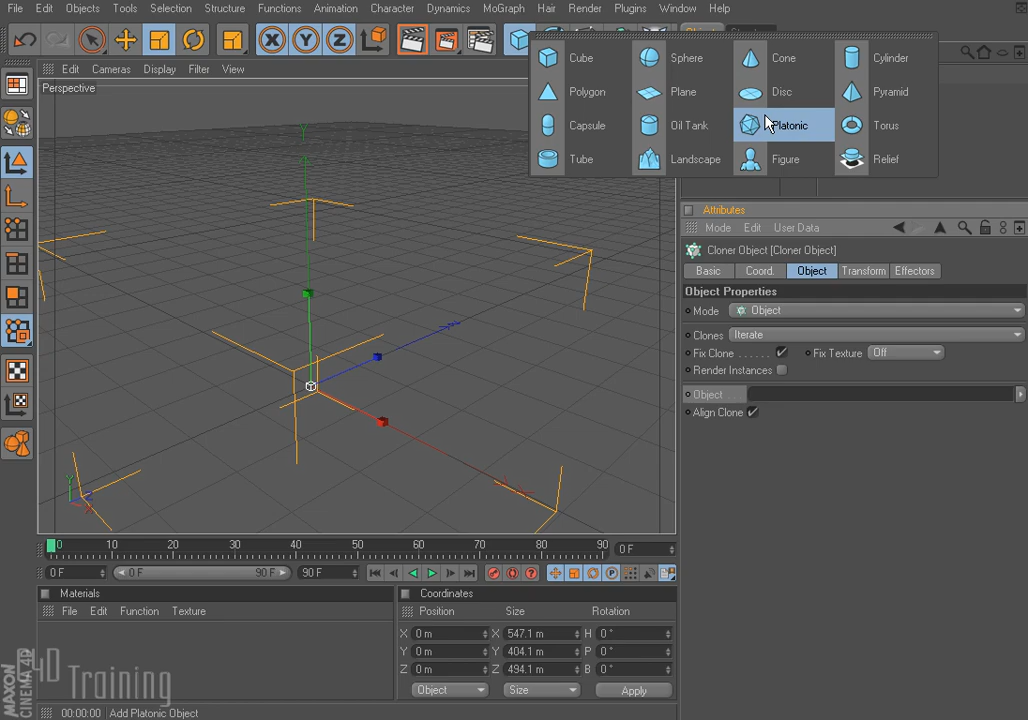 File Edit Objects Tools Selection Structure Functions Animation Character Dynamics MoGraph Hair Render Plugins Window Help
X Y Z
Cube Sphere Cone Cylinder
Polygon Plane Disc Pyramid
Capsule Oil Tank Platonic Torus
Tube Landscape Figure Relief
Edit Cameras Display Filter View
Perspective
Y
Y
Z
X
Attributes
Mode Edit User Data
Cloner Object [Cloner Object]
Basic Coord. Object Transform Effectors
Object Properties
Mode Object
Clones Iterate
Fix Clone Fix Texture Off
Render Instances
Object
Align Clone
0 10 20 30 40 50 60 70 80 90 0 F
0 F 0 F 90 F 90 F
Materials
File Edit Function Texture
Coordinates
Position Size Rotation
X 0 m X 547.1 m H 0 °
Y 0 m Y 404.1 m P 0 °
Z 0 m Z 494.1 m B 0 °
Object Size Apply
MAXON
CINEMA 4D
C4D Training
00:00:00 Add Platonic Object